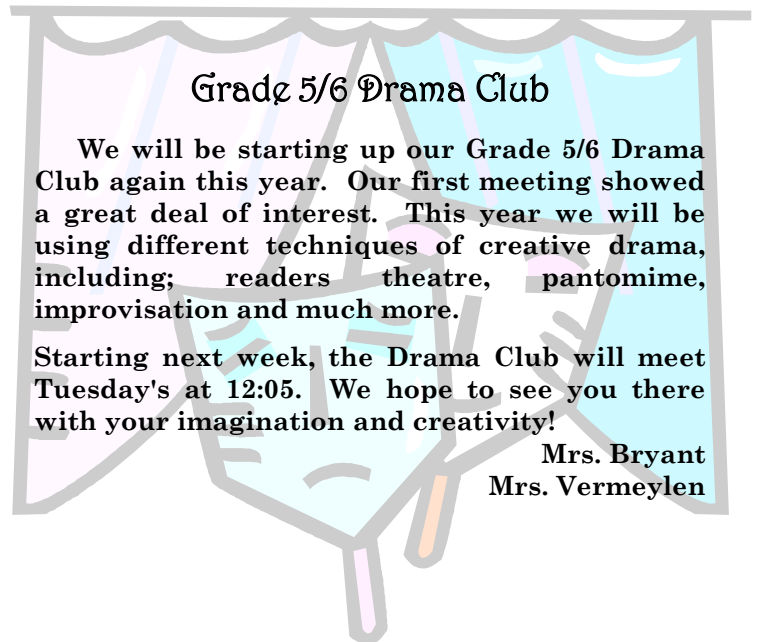 Grade 5/6 Drama Club
We will be starting up our Grade 5/6 Drama
Club again this year.  Our first meeting showed
a great deal of interest.  This year we will be
using different techniques of creative drama,
including; readers theatre, pantomime,
improvisation and much more.
Starting next week, the Drama Club will meet
Tuesday's at 12:05.  We hope to see you there
with your imagination and creativity!
Mrs. Bryant
Mrs. Vermeylen